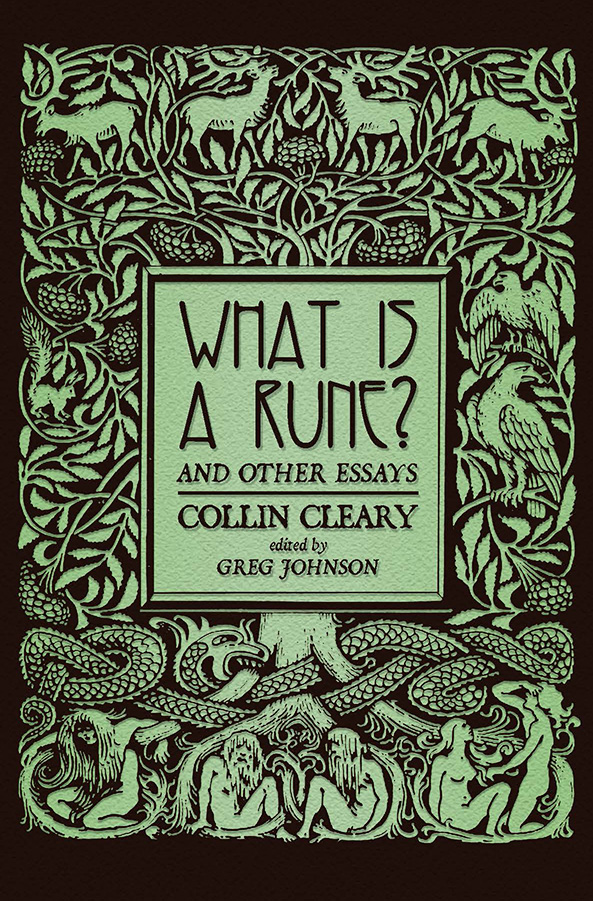 WHAT IS
A RUNE?
AND OTHER ESSAYS
COLLIN CLEARY
edited by
GREG JOHNSON